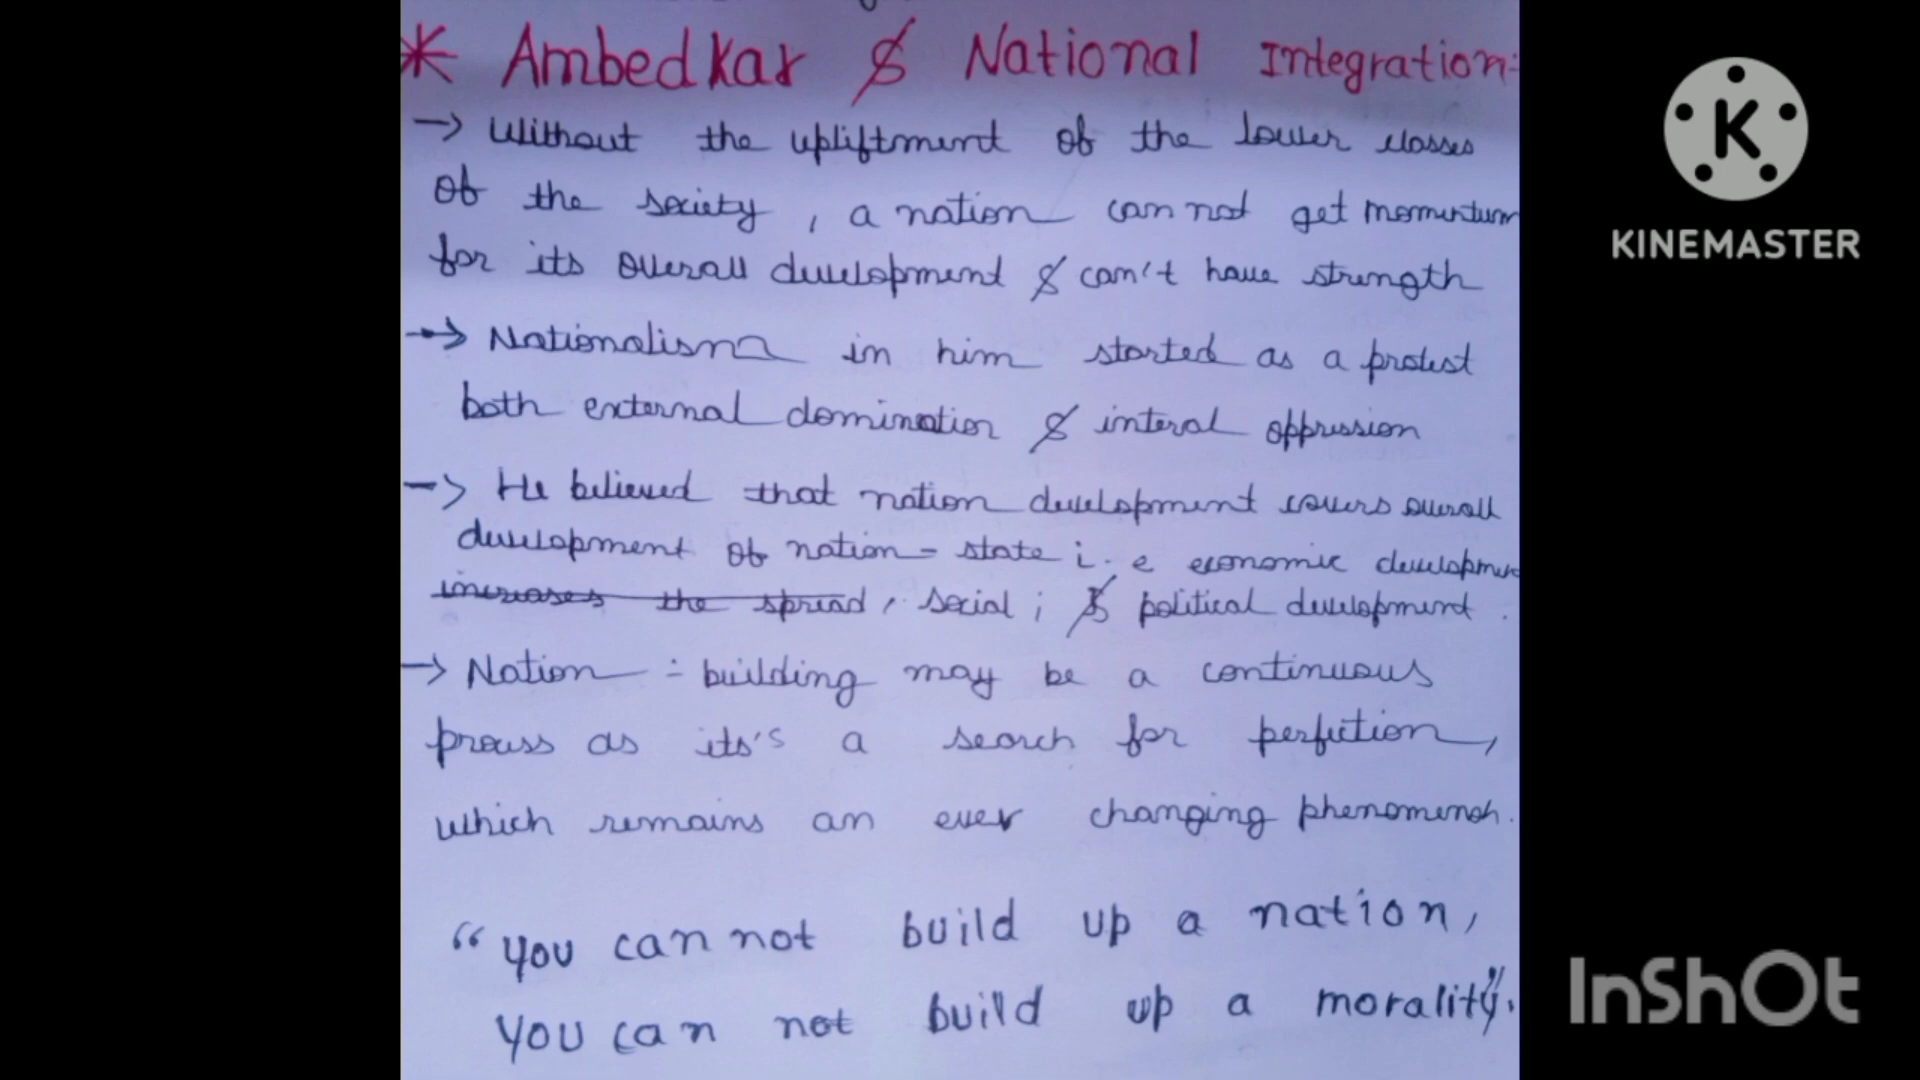 * Ambedkar & National Integration:-
→ Without the upliftment of the lower classes
of the society, a nation can not get momentum
for its overall development & can't have strength
→ Nationalism in him started as a protest
both external domination & interal oppression
→ He believed that nation development covers overall
development of nation - state i.e economic development
increases the spread, social ; & political development.
→ Nation - building may be a continuous
process as its's a search for perfection,
which remains an ever changing phenomenon.
"You can not build up a nation,
You can not build up a morality".
K
KINEMASTER
InShOt